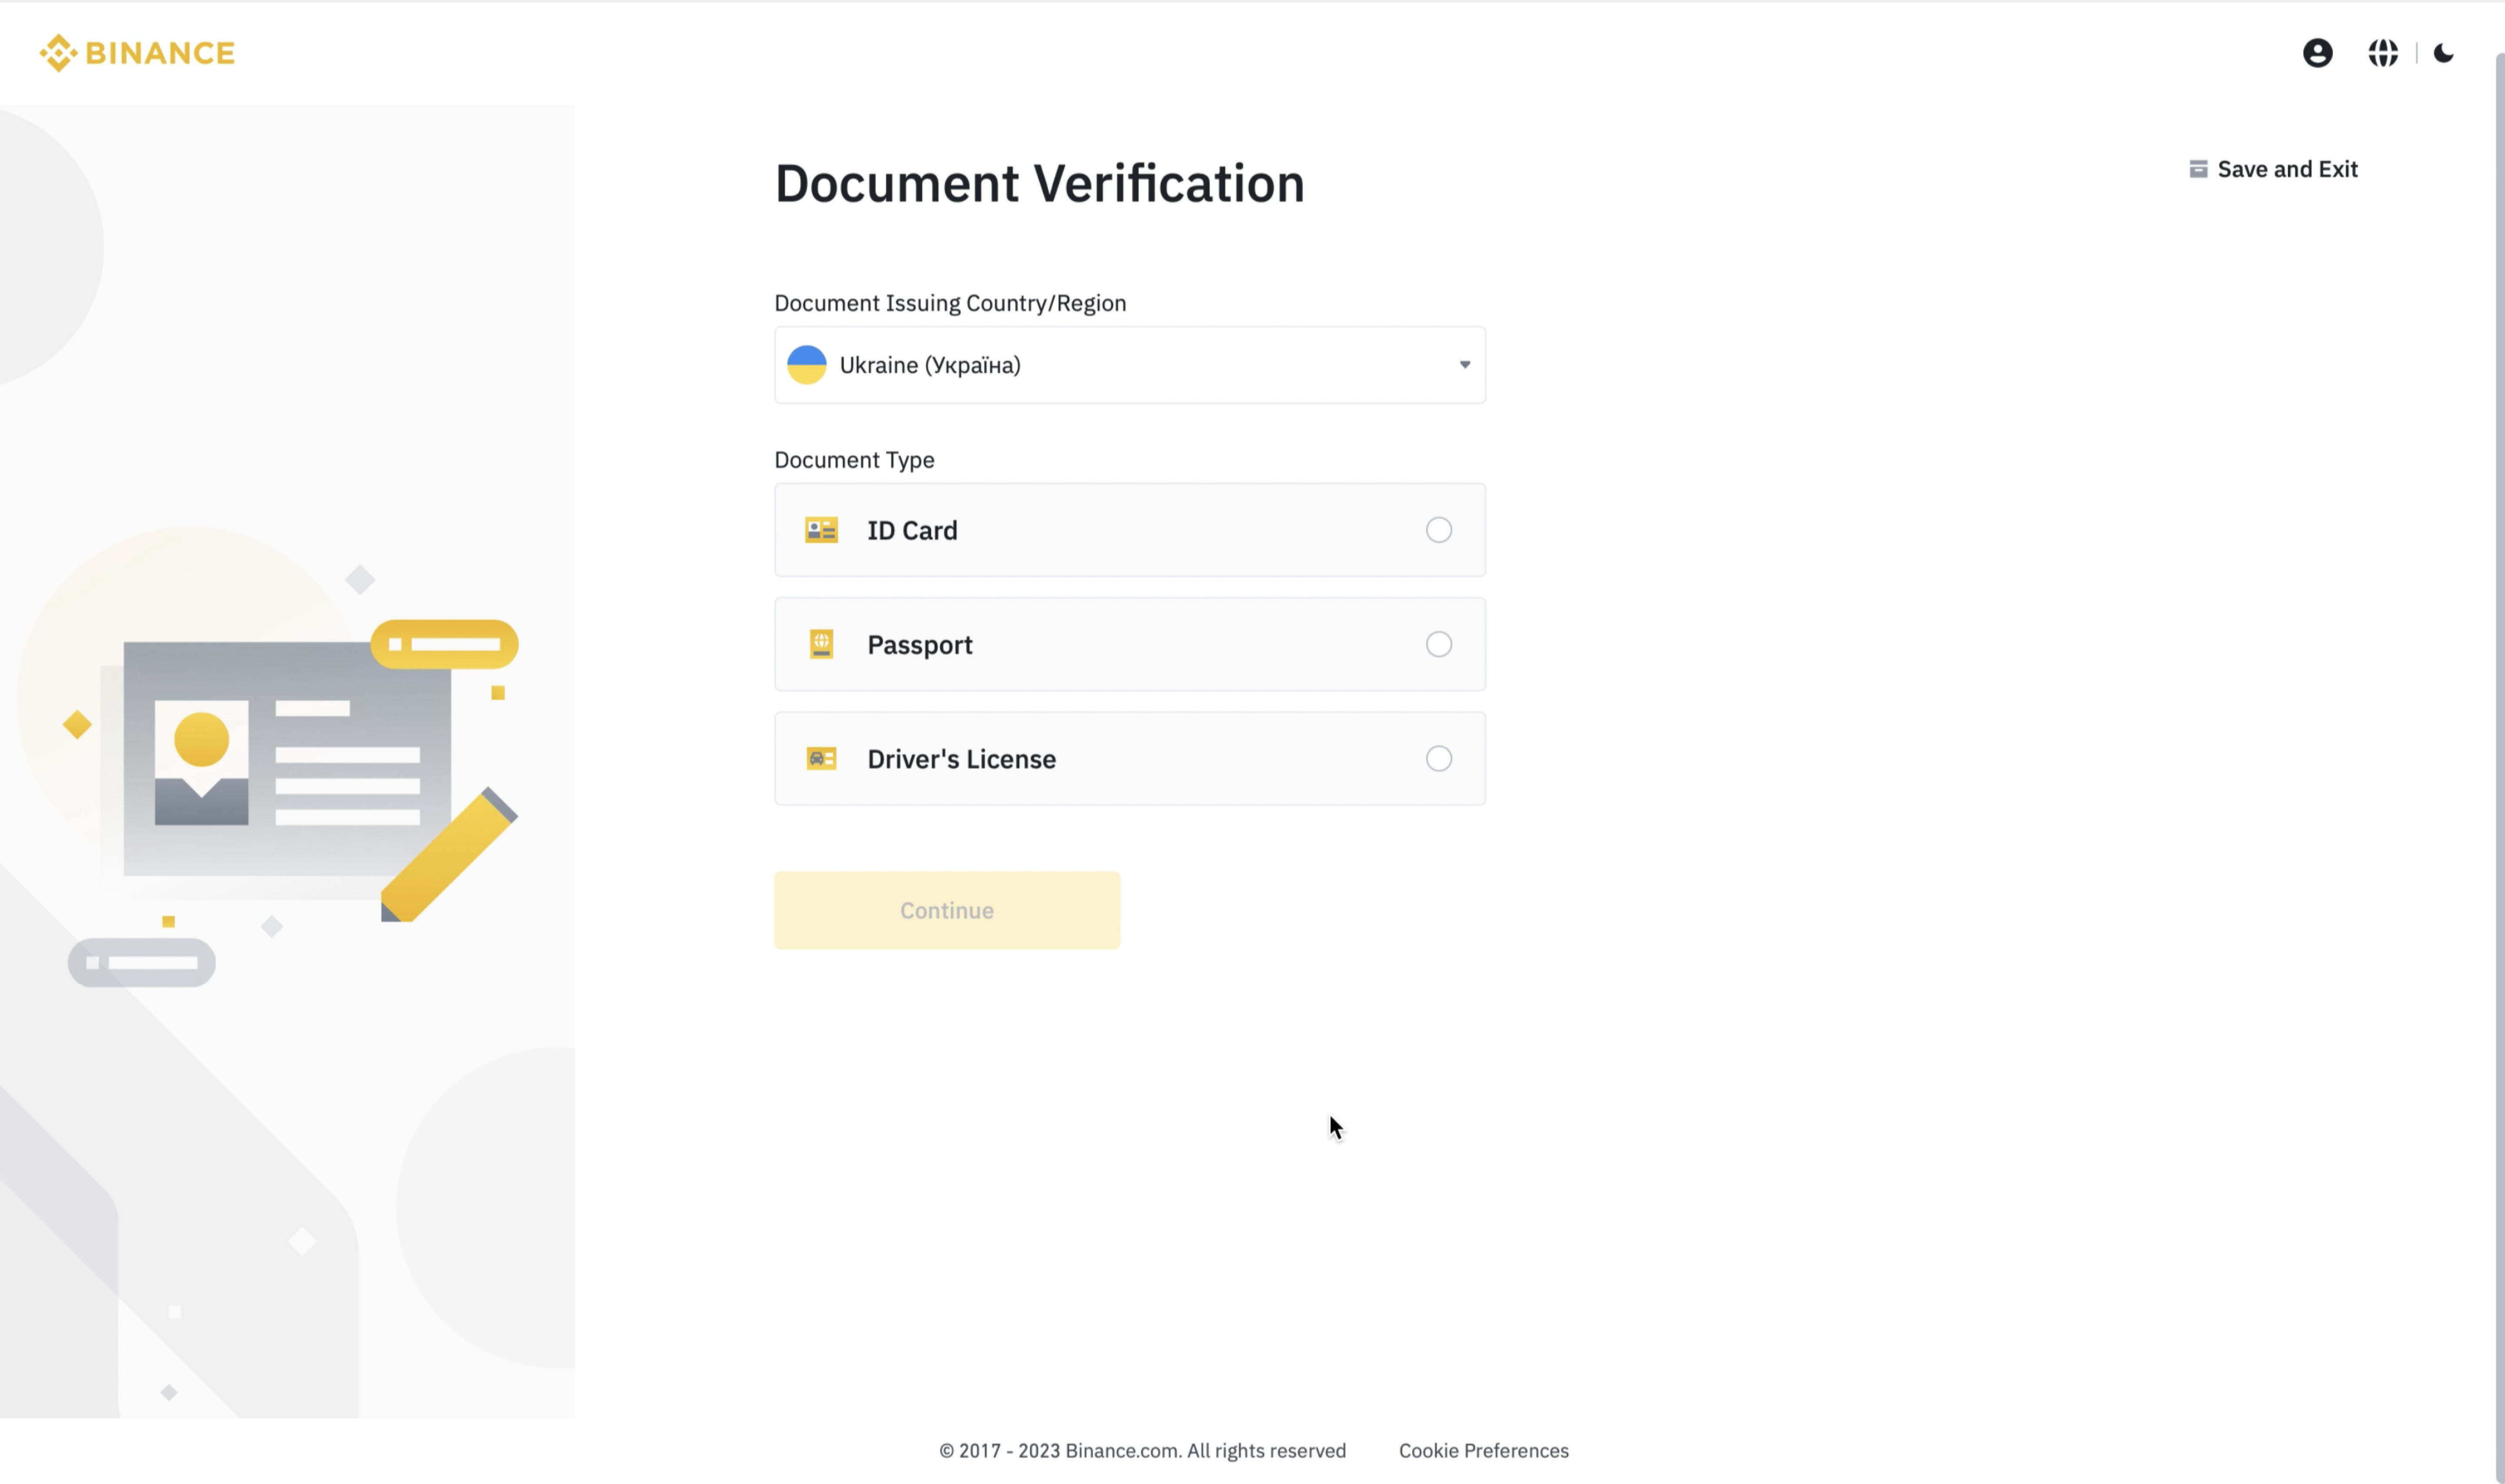 BINANCE
Document Verification
Save and Exit
Document Issuing Country/Region
Ukraine (Україна)
Document Type
ID Card
Passport
Driver's License
Continue
© 2017 - 2023 Binance.com. All rights reserved
Cookie Preferences